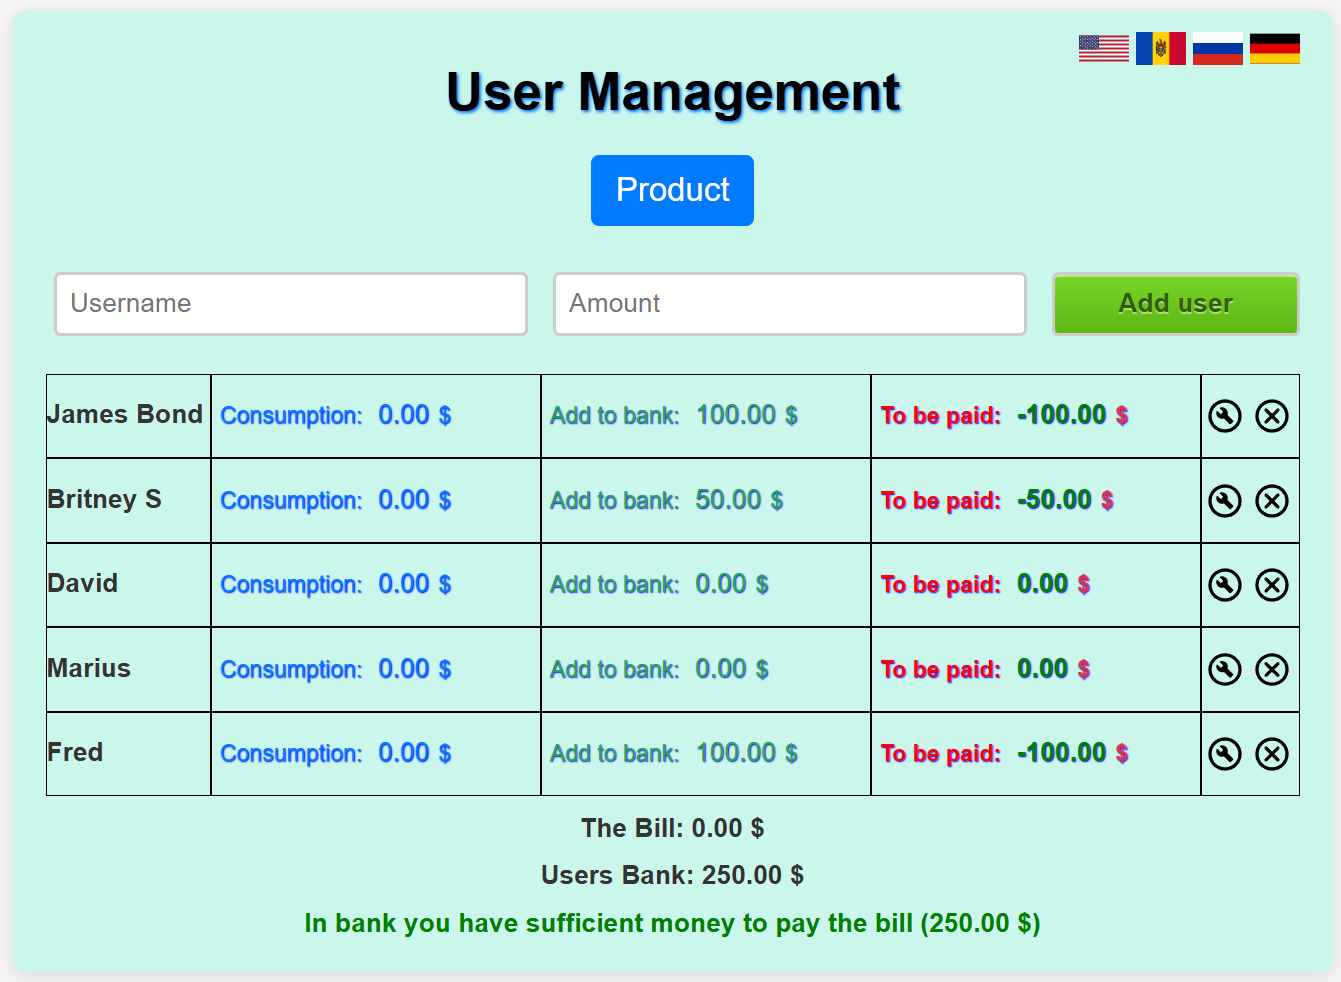 User Management
Product
Username Amount Add user
James Bond Consumption: 0.00 $ Add to bank: 100.00 $ To be paid: -100.00 $
Britney S Consumption: 0.00 $ Add to bank: 50.00 $ To be paid: -50.00 $
David Consumption: 0.00 $ Add to bank: 0.00 $ To be paid: 0.00 $
Marius Consumption: 0.00 $ Add to bank: 0.00 $ To be paid: 0.00 $
Fred Consumption: 0.00 $ Add to bank: 100.00 $ To be paid: -100.00 $
The Bill: 0.00 $
Users Bank: 250.00 $
In bank you have sufficient money to pay the bill (250.00 $)